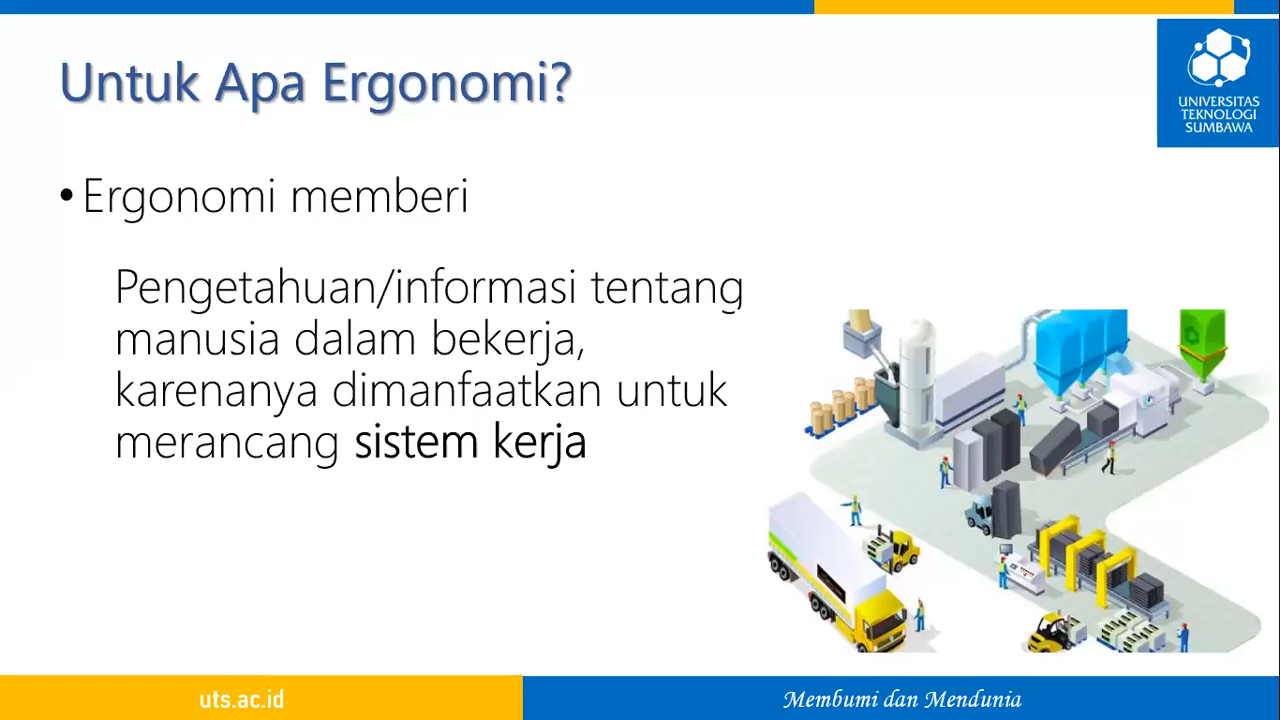 Untuk Apa Ergonomi?
UNIVERSITAS
TEKNOLOGI
SUMBAWA
• Ergonomi memberi
Pengetahuan/informasi tentang
manusia dalam bekerja,
karenanya dimanfaatkan untuk
merancang sistem kerja
uts.ac.id
Membumi dan Mendunia